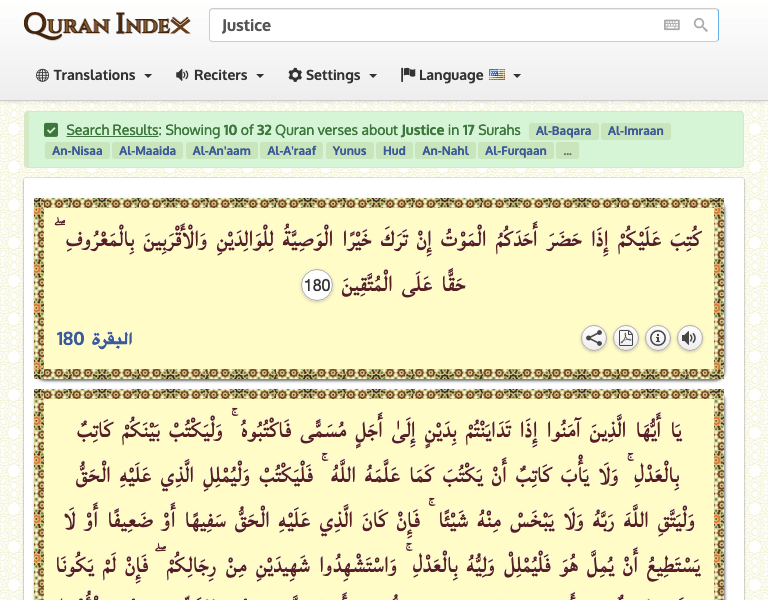 QURAN INDEX
Justice
Translations Reciters Settings Language
Search Results: Showing 10 of 32 Quran verses about Justice in 17 Surahs Al-Baqara Al-Imraan
An-Nisaa Al-Maaida Al-An'aam Al-A'raaf Yunus Hud An-Nahl Al-Furqaan ...
كُتِبَ عَلَيْكُمْ إِذَا حَضَرَ أَحَدَكُمُ الْمَوْتُ إِنْ تَرَكَ خَيْرًا الْوَصِيَّةُ لِلْوَالِدَيْنِ وَالْأَقْرَبِينَ بِالْمَعْرُوفِ ۖ
حَقًّا عَلَى الْمُتَّقِينَ 180
البقرة 180
يَا أَيُّهَا الَّذِينَ آمَنُوا إِذَا تَدَايَنْتُمْ بِدَيْنٍ إِلَىٰ أَجَلٍ مُسَمًّى فَاكْتُبُوهُ ۚ وَلْيَكْتُبْ بَيْنَكُمْ كَاتِبٌ
بِالْعَدْلِ ۚ وَلَا يَأْبَ كَاتِبٌ أَنْ يَكْتُبَ كَمَا عَلَّمَهُ اللَّهُ ۚ فَلْيَكْتُبْ وَلْيُمْلِلِ الَّذِي عَلَيْهِ الْحَقُّ
وَلْيَتَّقِ اللَّهَ رَبَّهُ وَلَا يَبْخَسْ مِنْهُ شَيْئًا ۚ فَإِنْ كَانَ الَّذِي عَلَيْهِ الْحَقُّ سَفِيهًا أَوْ ضَعِيفًا أَوْ لَا
يَسْتَطِيعُ أَنْ يُمِلَّ هُوَ فَلْيُمْلِلْ وَلِيُّهُ بِالْعَدْلِ ۚ وَاسْتَشْهِدُوا شَهِيدَيْنِ مِنْ رِجَالِكُمْ ۖ فَإِنْ لَمْ يَكُونَا